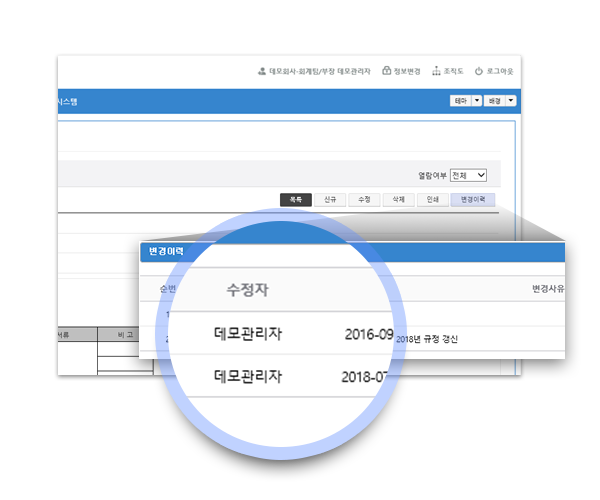 데모회사-회계팀/부장 데모관리자 정보변경 조직도 로그아웃
시스템 테마 배경
열람여부 전체
목록 신규 수정 삭제 인쇄 변경이력
변경이력
순번 수정자 변경사유
1
데모관리자 2016-09
2 2018년 규정 갱신
데모관리자 2018-07
서류 비 고